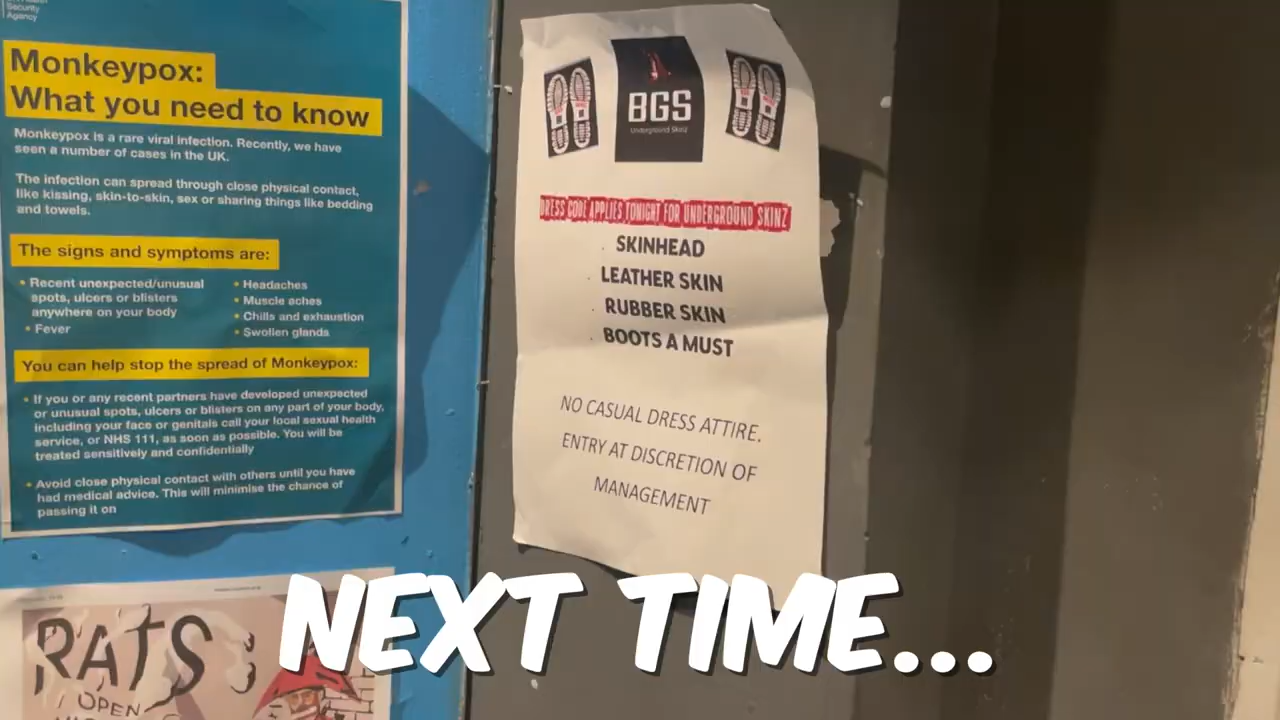 Security
Agency
Monkeypox:
What you need to know
Monkeypox is a rare viral infection. Recently, we have
seen a number of cases in the UK.
The infection can spread through close physical contact,
like kissing, skin-to-skin, sex or sharing things like bedding
and towels.
The signs and symptoms are:
• Recent unexpected/unusual
spots, ulcers or blisters
anywhere on your body
• Fever
• Headaches
• Muscle aches
• Chills and exhaustion
• Swollen glands
You can help stop the spread of Monkeypox:
• If you or any recent partners have developed unexpected
or unusual spots, ulcers or blisters on any part of your body,
including your face or genitals call your local sexual health
service, or NHS 111, as soon as possible. You will be
treated sensitively and confidentially
• Avoid close physical contact with others until you have
had medical advice. This will minimise the chance of
passing it on
RATS
OPEN
BGS
Underground Skinz
DRESS CODE APPLIES TONIGHT FOR UNDERGROUND SKINZ
SKINHEAD
LEATHER SKIN
RUBBER SKIN
BOOTS A MUST
NO CASUAL DRESS ATTIRE.
ENTRY AT DISCRETION OF
MANAGEMENT
NEXT TIME...